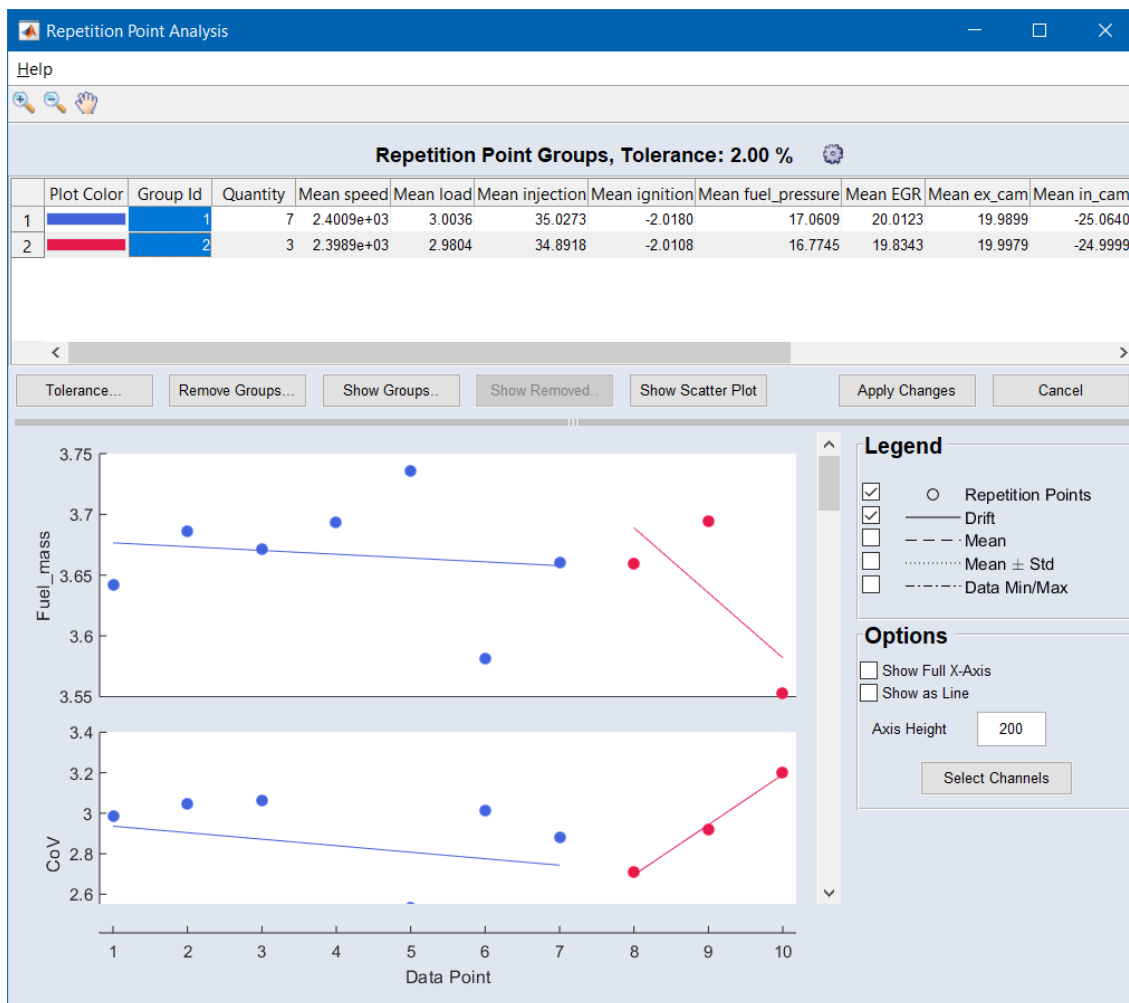 Repetition Point Analysis
Help
Repetition Point Groups, Tolerance: 2.00 %
Plot Color Group Id Quantity Mean speed Mean load Mean injection Mean ignition Mean fuel_pressure Mean EGR Mean ex_cam Mean in_cam
1 1 7 2.4009e+03 3.0036 35.0273 -2.0180 17.0609 20.0123 19.9899 -25.0640
2 2 3 2.3989e+03 2.9804 34.8918 -2.0108 16.7745 19.8343 19.9979 -24.9999
Tolerance... Remove Groups... Show Groups.. Show Removed.. Show Scatter Plot Apply Changes Cancel
3.75
3.7
3.65
3.6
3.55
Fuel_mass
3.4
3.2
3
2.8
2.6
CoV
1 2 3 4 5 6 7 8 9 10
Data Point
Legend
Repetition Points
Drift
Mean
Mean ± Std
Data Min/Max
Options
Show Full X-Axis
Show as Line
Axis Height 200
Select Channels